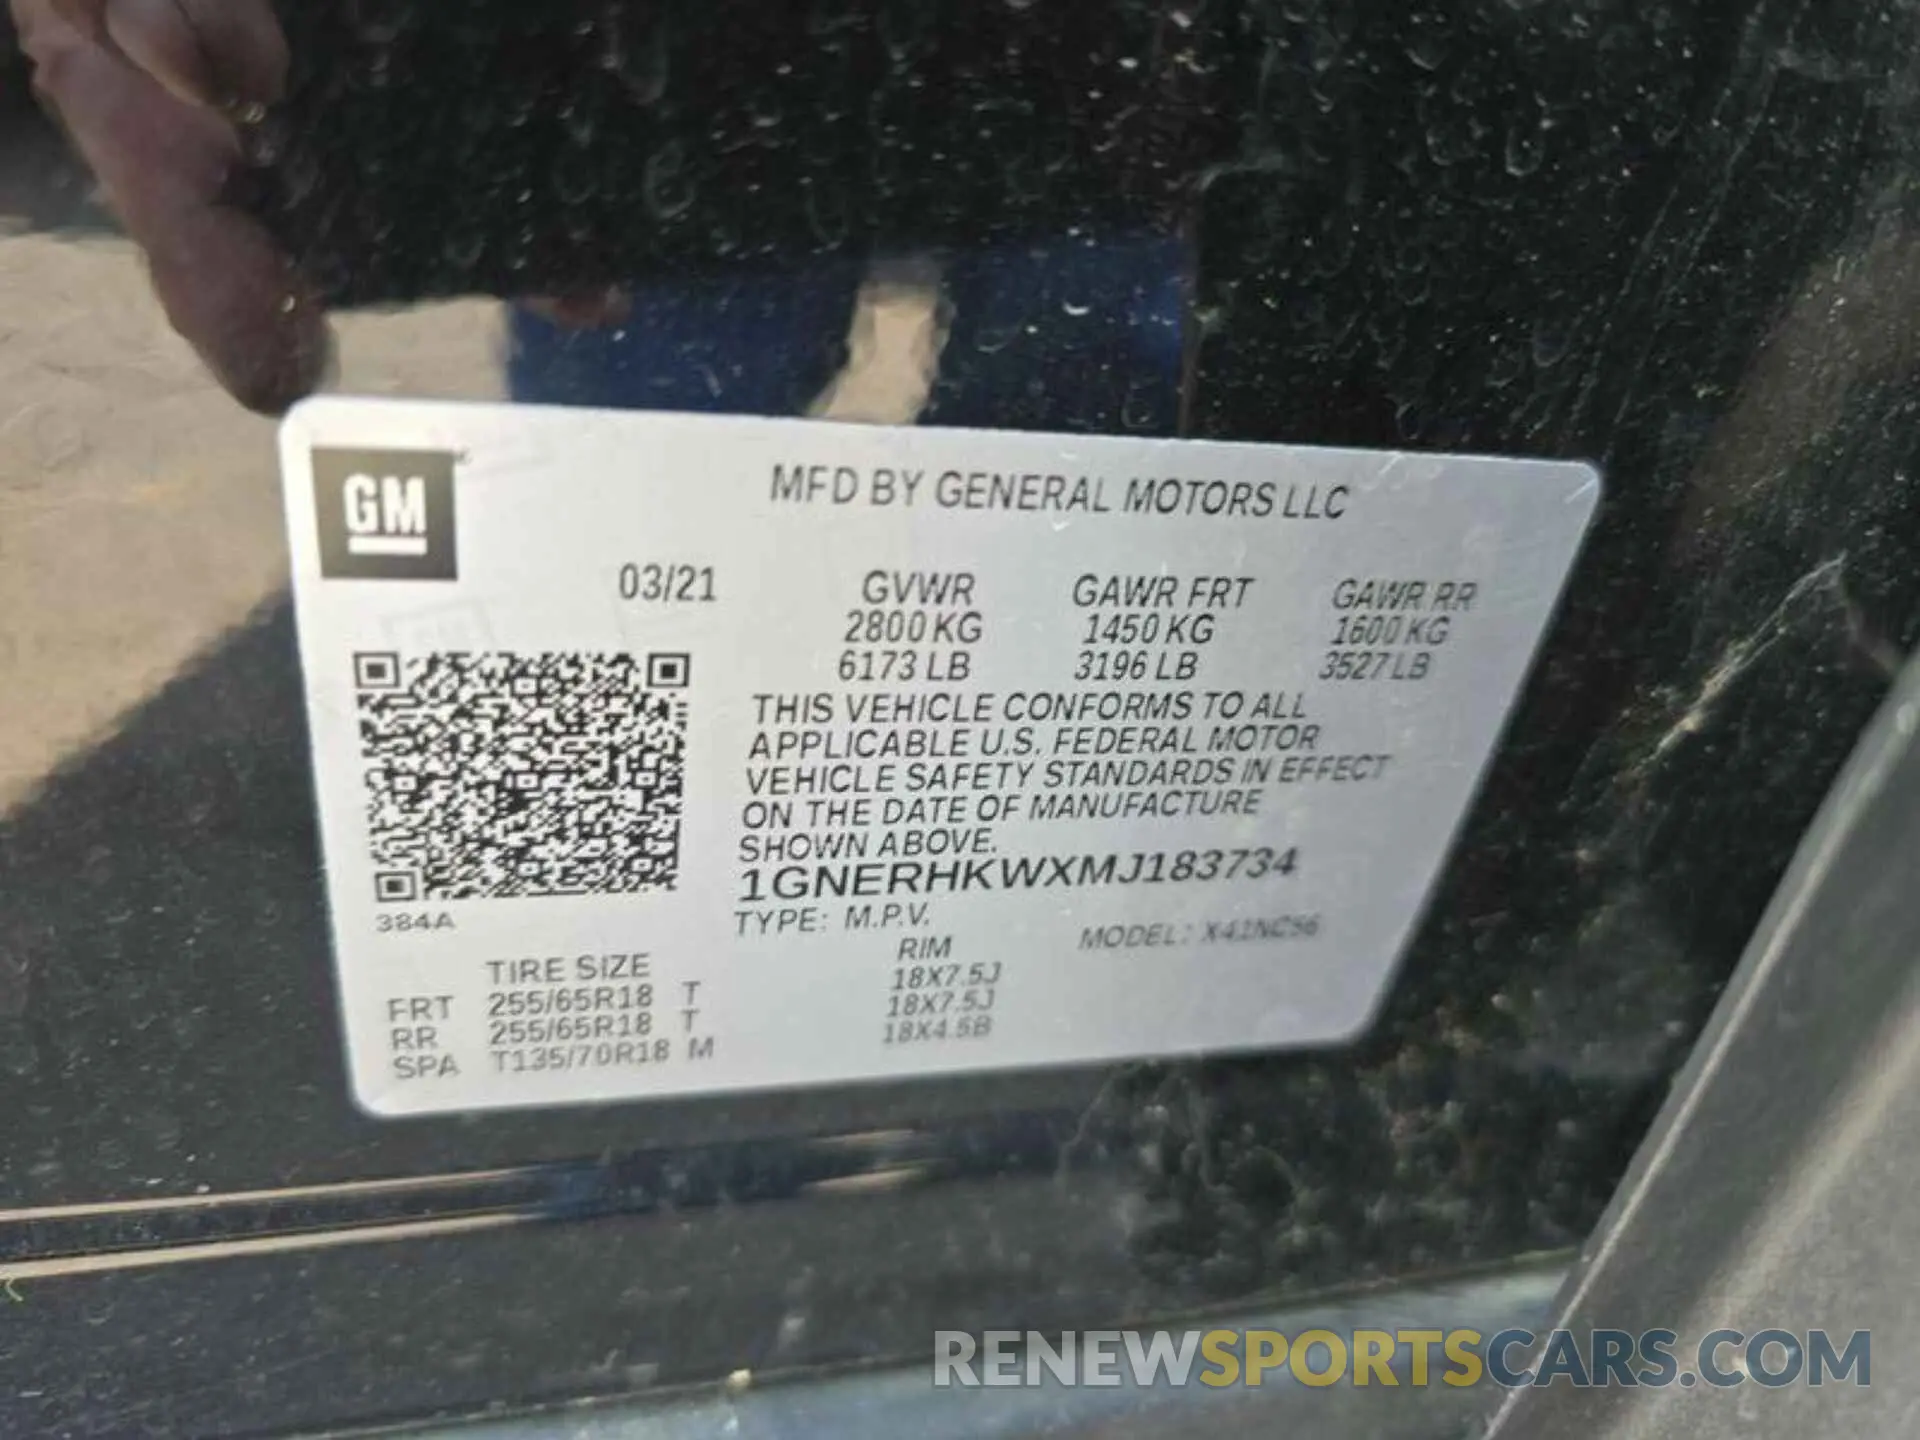 GM
MFD BY GENERAL MOTORS LLC
03/21 GVWR GAWR FRT GAWR RR
2800 KG 1450 KG 1600 KG
6173 LB 3196 LB 3527 LB
THIS VEHICLE CONFORMS TO ALL
APPLICABLE U.S. FEDERAL MOTOR
VEHICLE SAFETY STANDARDS IN EFFECT
ON THE DATE OF MANUFACTURE
SHOWN ABOVE.
1GNERHKWXMJ183734
384A
TYPE: M.P.V. MODEL: X41NC56
TIRE SIZE RIM
FRT 255/65R18 T 18X7.5J
RR 255/65R18 T 18X7.5J
SPA T135/70R18 M 18X4.5B
RENEWSPORTSCARS.COM